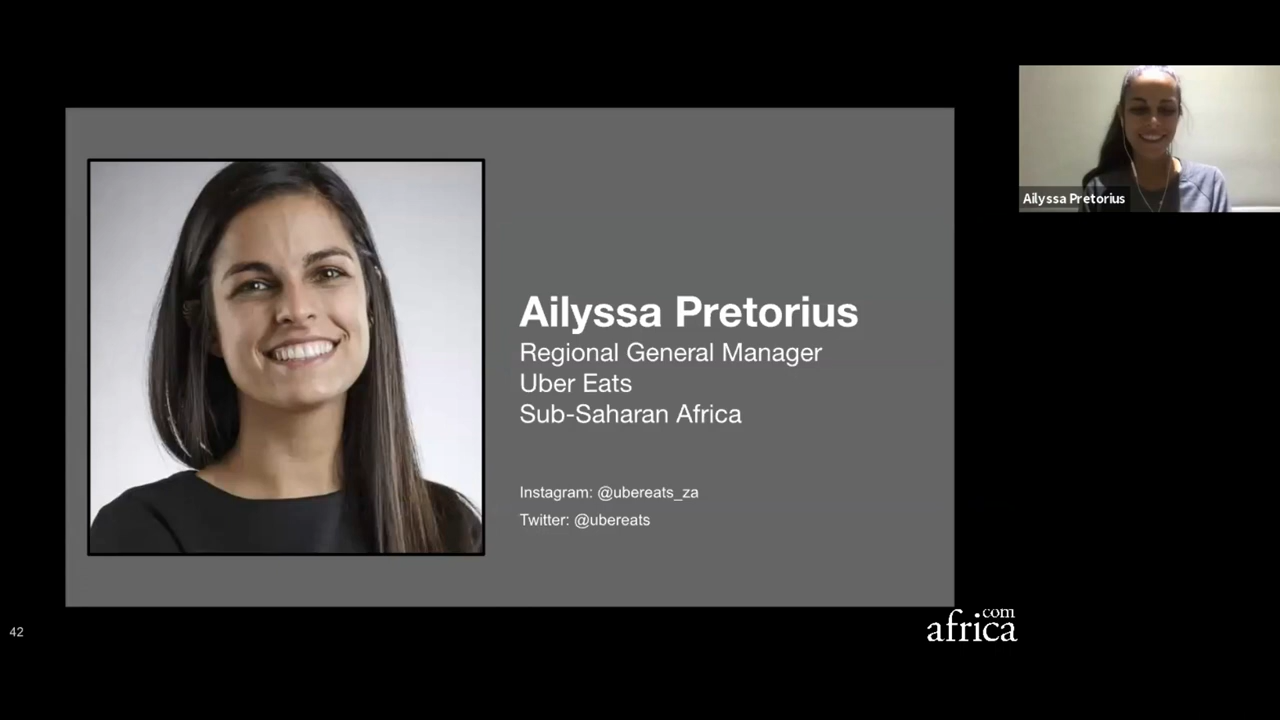 Ailyssa Pretorius
Regional General Manager
Uber Eats
Sub-Saharan Africa
Instagram: @ubereats_za
Twitter: @ubereats
Ailyssa Pretorius
42
africa.com